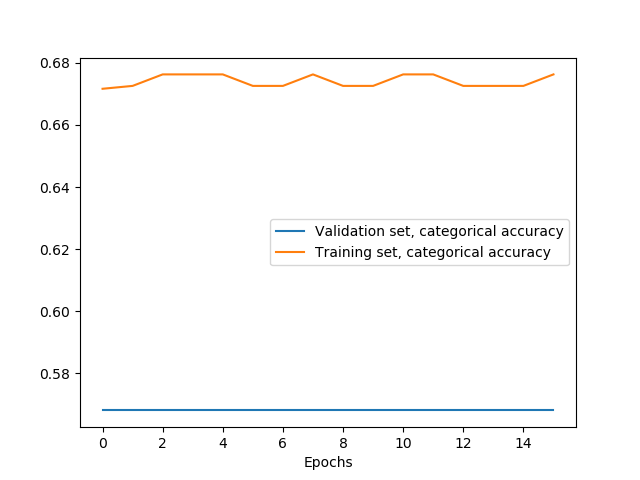 0.68
0.66
0.64
0.62
0.60
0.58
Validation set, categorical accuracy
Training set, categorical accuracy
0 2 4 6 8 10 12 14
Epochs